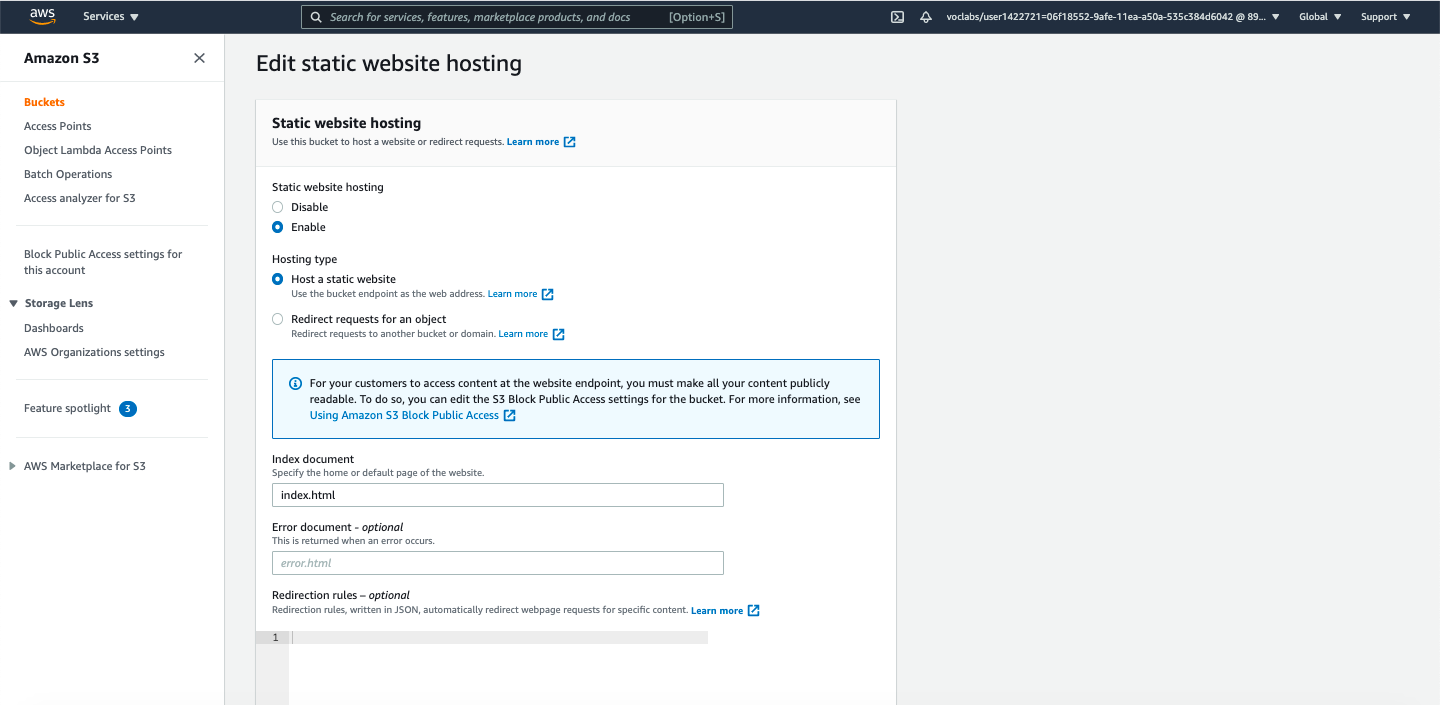 aws
Services
Search for services, features, marketplace products, and docs [Option+S]
voclabs/user1422721=06f18552-9afe-11ea-a50a-535c384d6042 @ 89...
Global
Support
Amazon S3
Buckets
Access Points
Object Lambda Access Points
Batch Operations
Access analyzer for S3
Block Public Access settings for
this account
Storage Lens
Dashboards
AWS Organizations settings
Feature spotlight 3
AWS Marketplace for S3
Edit static website hosting
Static website hosting
Use this bucket to host a website or redirect requests. Learn more
Static website hosting
Disable
Enable
Hosting type
Host a static website
Use the bucket endpoint as the web address. Learn more
Redirect requests for an object
Redirect requests to another bucket or domain. Learn more
For your customers to access content at the website endpoint, you must make all your content publicly
readable. To do so, you can edit the S3 Block Public Access settings for the bucket. For more information, see
Using Amazon S3 Block Public Access
Index document
Specify the home or default page of the website.
index.html
Error document - optional
This is returned when an error occurs.
error.html
Redirection rules – optional
Redirection rules, written in JSON, automatically redirect webpage requests for specific content. Learn more
1